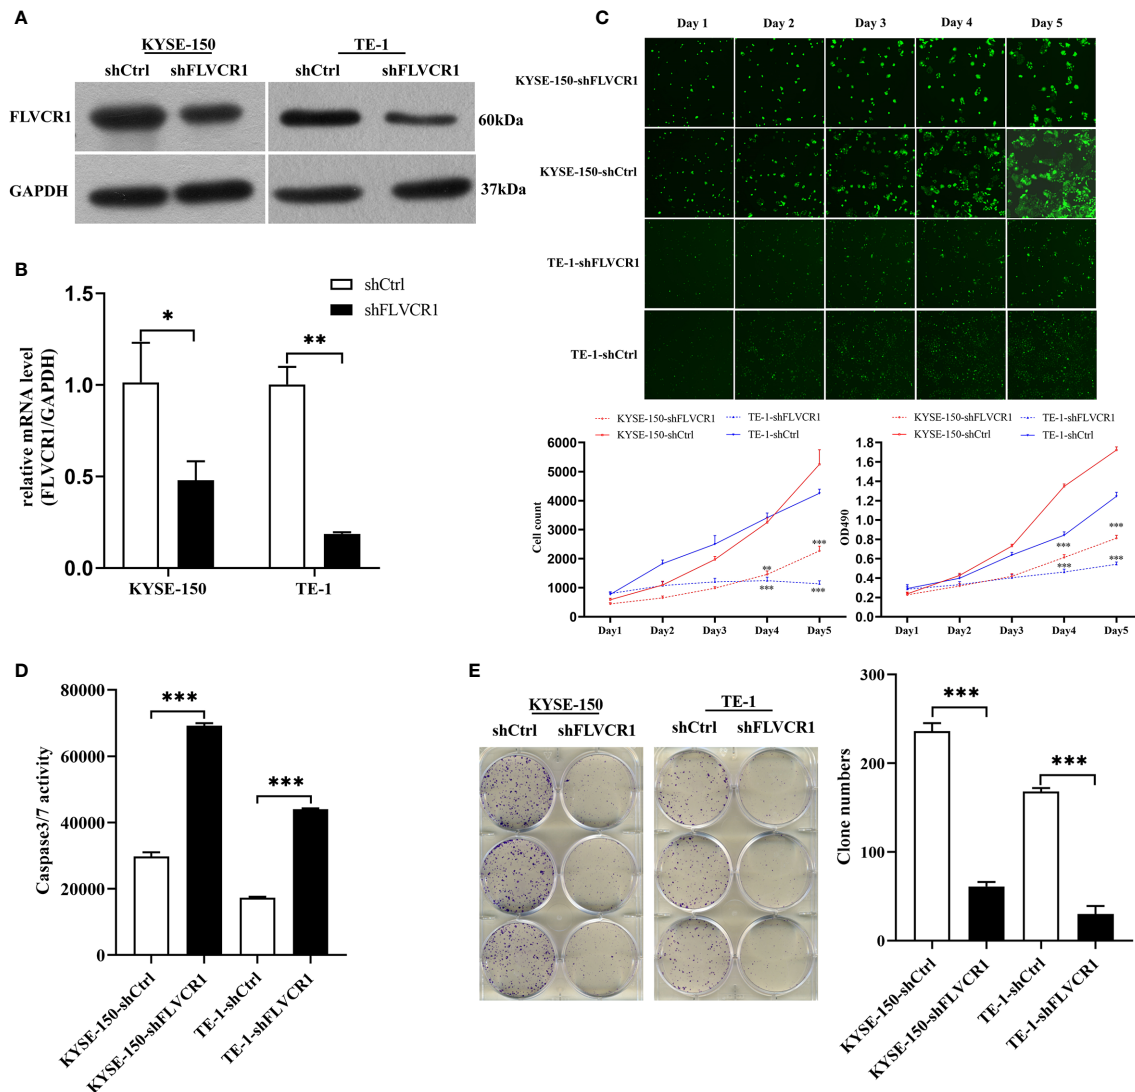 A
KYSE-150 TE-1
shCtrl shFLVCR1 shCtrl shFLVCR1
FLVCR1 60kDa
GAPDH 37kDa
B
shCtrl
shFLVCR1
relative mRNA level
(FLVCR1/GAPDH)
1.5
1.0
0.5
0.0
* **
KYSE-150 TE-1
C
Day 1 Day 2 Day 3 Day 4 Day 5
KYSE-150-shFLVCR1
KYSE-150-shCtrl
TE-1-shFLVCR1
TE-1-shCtrl
KYSE-150-shFLVCR1 TE-1-shFLVCR1
KYSE-150-shCtrl TE-1-shCtrl
Cell count
6000
5000
4000
3000
2000
1000
0
** ***
*** ***
Day1 Day2 Day3 Day4 Day5
KYSE-150-shFLVCR1 TE-1-shFLVCR1
KYSE-150-shCtrl TE-1-shCtrl
OD490
1.8
1.6
1.4
1.2
1.0
0.8
0.6
0.4
0.2
0.0
*** ***
*** ***
Day1 Day2 Day3 Day4 Day5
D
Caspase3/7 activity
80000
60000
40000
20000
0
*** ***
KYSE-150-shCtrl
KYSE-150-shFLVCR1
TE-1-shCtrl
TE-1-shFLVCR1
E
KYSE-150 TE-1
shCtrl shFLVCR1 shCtrl shFLVCR1
Clone numbers
300
200
100
0
*** ***
KYSE-150-shCtrl
KYSE-150-shFLVCR1
TE-1-shCtrl
TE-1-shFLVCR1